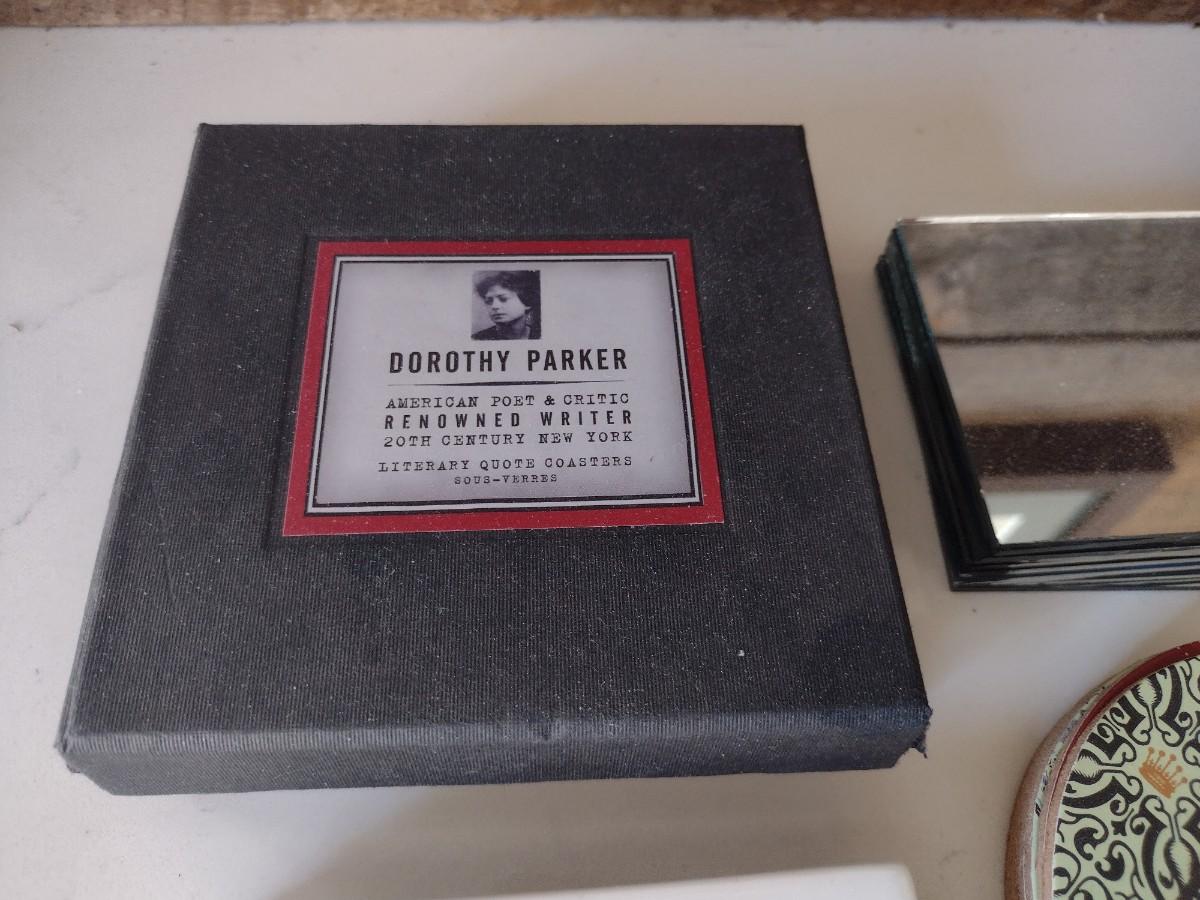 DOROTHY PARKER
AMERICAN POET & CRITIC
RENOWNED WRITER
20TH CENTURY NEW YORK
LITERARY QUOTE COASTERS
SOUS-VERRES